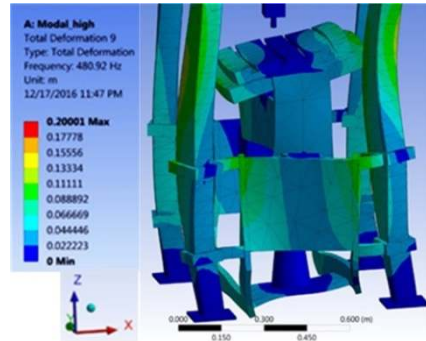 A: Modal_high
Total Deformation 9
Type: Total Deformation
Frequency: 480.92 Hz
Unit: m
12/17/2016 11:47 PM
0.20001 Max
0.17778
0.15556
0.13334
0.11111
0.088892
0.066669
0.044446
0.022223
0 Min
Z
Y
X
0.000 0.300 0.600 (m)
0.150 0.450